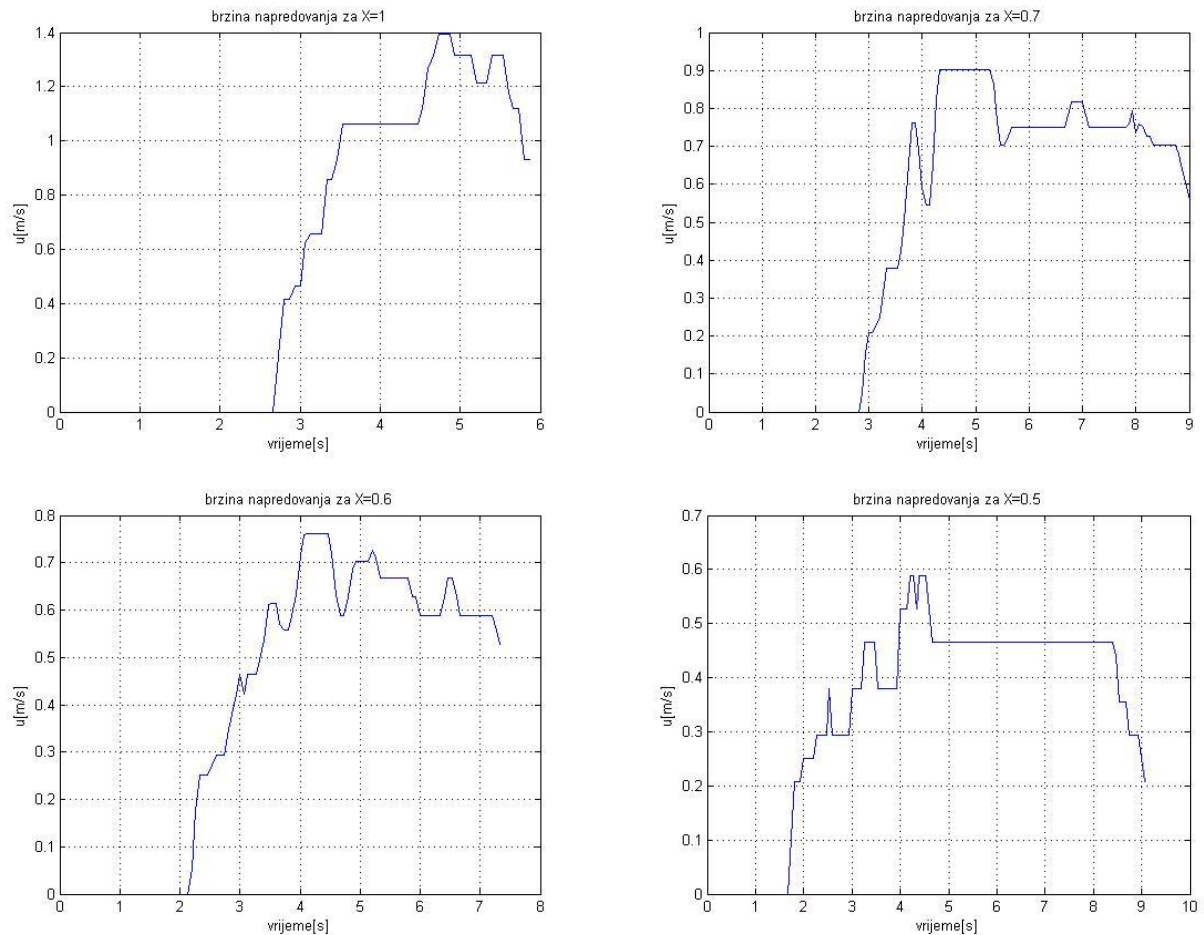 brzina napredovanja za X=1
1.4
1.2
1
0.8
0.6
0.4
0.2
0
u[m/s]
0 1 2 3 4 5 6
vrijeme[s]
brzina napredovanja za X=0.7
1
0.9
0.8
0.7
0.6
0.5
0.4
0.3
0.2
0.1
0
u[m/s]
0 1 2 3 4 5 6 7 8 9
vrijeme[s]
brzina napredovanja za X=0.6
0.8
0.7
0.6
0.5
0.4
0.3
0.2
0.1
0
u[m/s]
0 1 2 3 4 5 6 7 8
vrijeme[s]
brzina napredovanja za X=0.5
0.7
0.6
0.5
0.4
0.3
0.2
0.1
0
u[m/s]
0 1 2 3 4 5 6 7 8 9 10
vrijeme[s]